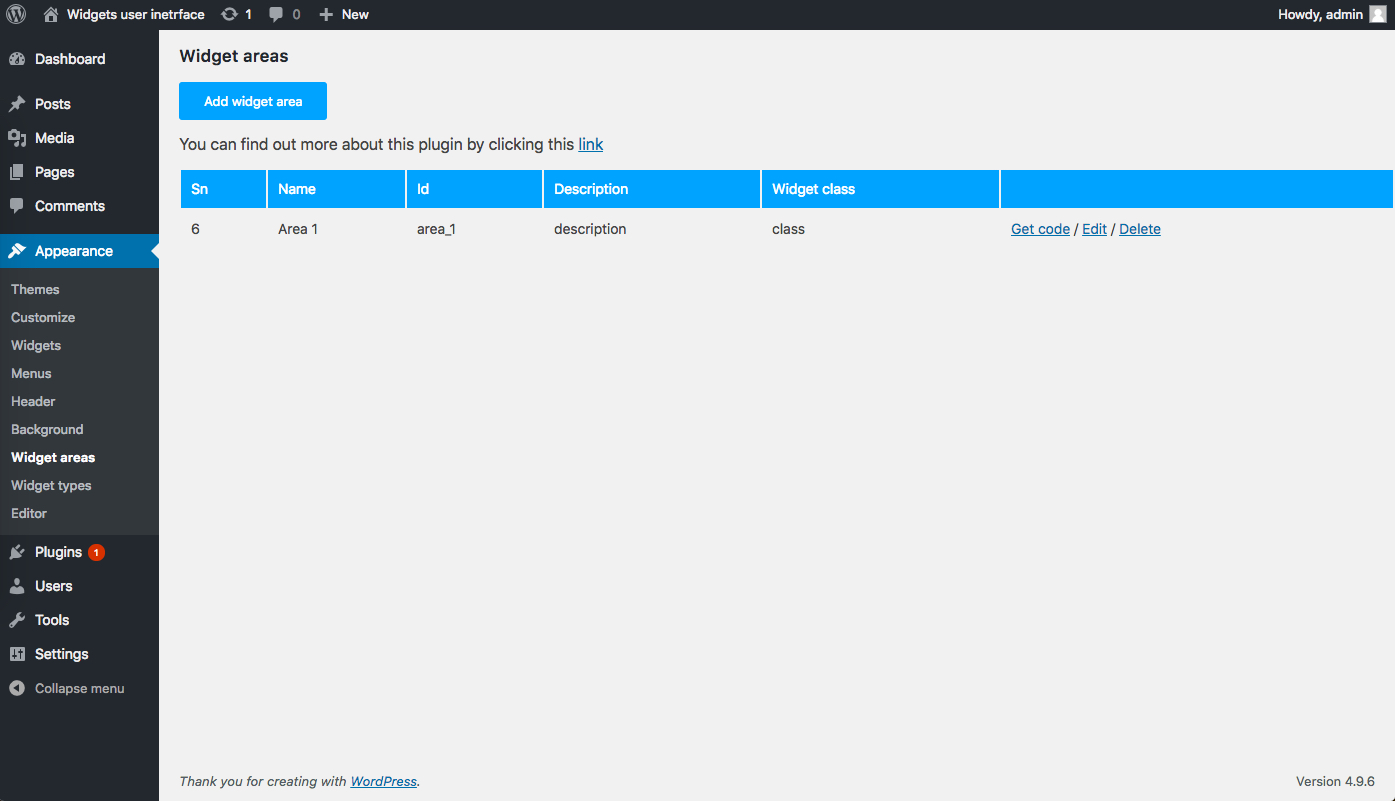 Widgets user inetrface 1 0 New Howdy, admin
Dashboard
Posts
Media
Pages
Comments
Appearance
Themes
Customize
Widgets
Menus
Header
Background
Widget areas
Widget types
Editor
Plugins 1
Users
Tools
Settings
Collapse menu
Widget areas
Add widget area
You can find out more about this plugin by clicking this link
Sn Name Id Description Widget class
6 Area 1 area_1 description class Get code / Edit / Delete
Thank you for creating with WordPress. Version 4.9.6